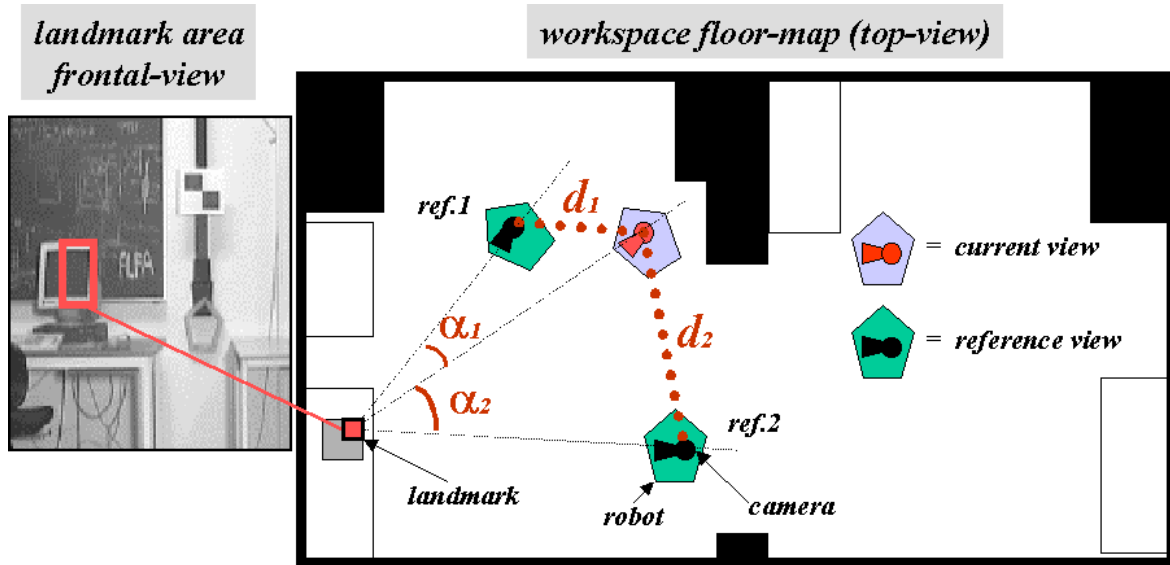 landmark area
frontal-view
workspace floor-map (top-view)
ALFA
ref.1
d1
= current view
α1
d2
= reference view
α2
ref.2
landmark
robot
camera